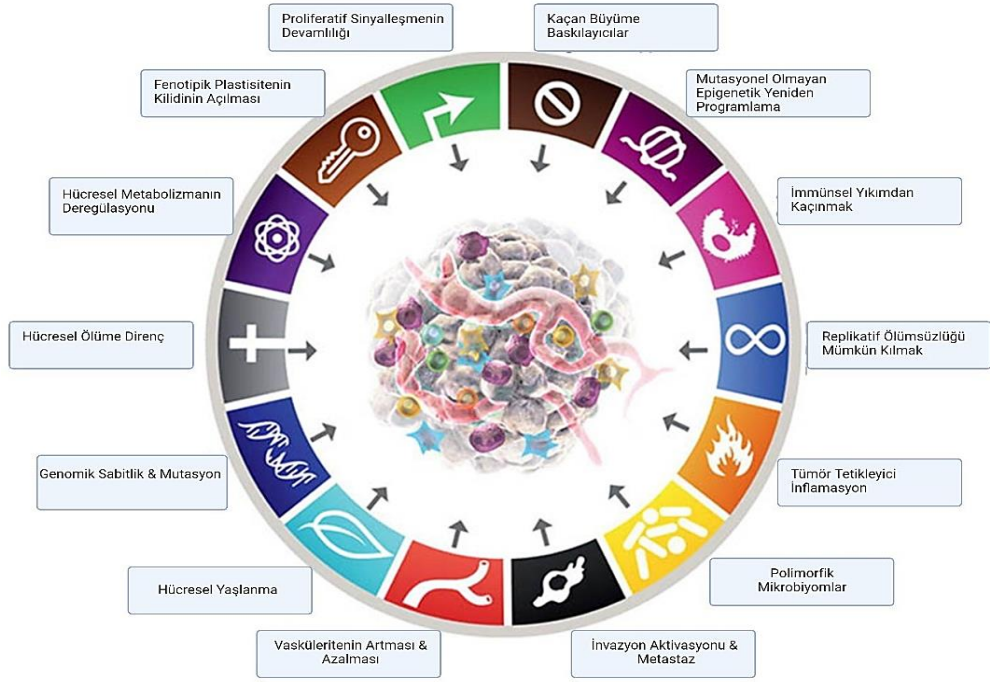 Proliferatif Sinyalleşmenin
Devamlılığı
Kaçan Büyüme
Baskılayıcılar
Fenotipik Plastisitenin
Kilidinin Açılması
Mutasyonel Olmayan
Epigenetik Yeniden
Programlama
Hücresel Metabolizmanın
Deregülasyonu
İmmünsel Yıkımdan
Kaçınmak
Hücresel Ölüme Direnç
Replikatif Ölümsüzlüğü
Mümkün Kılmak
Genomik Sabitlik & Mutasyon
Tümör Tetikleyici
İnflamasyon
Hücresel Yaşlanma
Polimorfik
Mikrobiyomlar
Vasküleritenin Artması &
Azalması
İnvazyon Aktivasyonu &
Metastaz